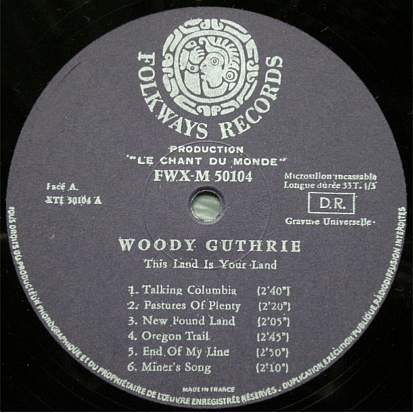 FOLKWAYS RECORDS
PRODUCTION
"LE CHANT DU MONDE"
FWX-M 50104
Face A.
XTI 50104 A
Microsillon incassable
Longue durée 33 T. 1/3
D.R.
Gravure Universelle
WOODY GUTHRIE
This Land Is Your Land
1. Talking Columbia (2'40")
2. Pastures Of Plenty (2'20")
3. New Found Land (2'05")
4. Oregon Trail (2'45")
5. End Of My Line (2'50")
6. Miner's Song (2'10")
MADE IN FRANCE
TOUS DROITS DU PRODUCTEUR PHONOGRAPHIQUE ET DU PROPRIÉTAIRE DE L'ŒUVRE ENREGISTRÉE RÉSERVÉS - DUPLICATION EXÉCUTION PUBLIQUE RADIODIFFUSION INTERDITES